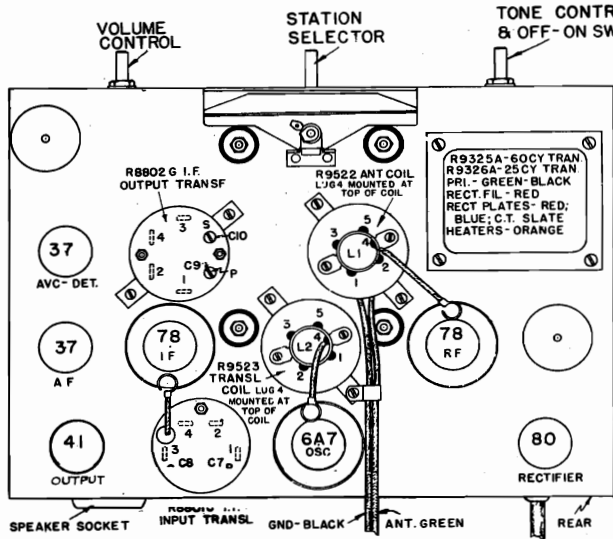 VOLUME
CONTROL
STATION
SELECTOR
TONE
& OFF-ON
R8802G I.F.
OUTPUT TRANSF
3
4
2
1
S
C10
C9
P
R9522 ANT COIL
LUG 4 MOUNTED AT
TOP OF COIL
5
3
4
L1
2
1
R9325A-60CY TRAN.
R9326A-25CY TRAN
PRI.-GREEN-BLACK
RECT. FIL-RED
RECT PLATES-RED;
BLUE; C.T. SLATE
HEATERS-ORANGE
37
AVC-DET.
78
IF
5
3
4
L2
1
2
R9523
TRANSL
COIL LUG 4
MOUNTED AT
TOP OF
COIL
78
RF
37
AF
41
OUTPUT
4
2
3
1
C8
C7
6A7
OSC
80
RECTIFIER
SPEAKER SOCKET
INPUT TRANSL
GND-BLACK
ANT. GREEN
REAR